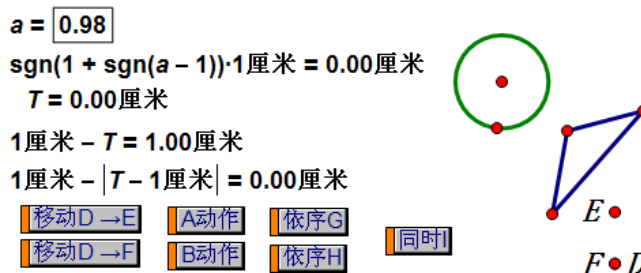 a = 0.98
sgn(1 + sgn(a − 1))·1厘米 = 0.00厘米
T = 0.00厘米
1厘米 − T = 1.00厘米
1厘米 − |T − 1厘米| = 0.00厘米
移动D→E A动作 依序G
移动D→F B动作 依序H
同时I
E
F